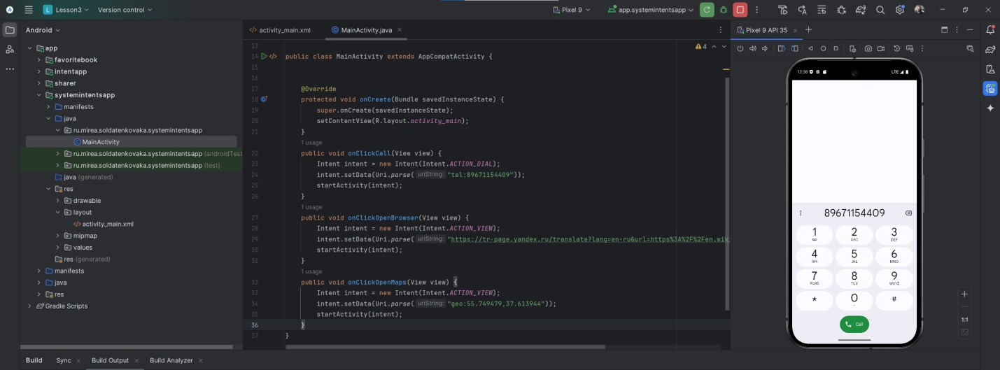 Lesson3
Version control
Pixel 9
app.systemintentsapp
Android
activity_main.xml
MainActivity.java
Pixel 9 API 35
app
favoritebook
intentapp
sharer
systemintentsapp
manifests
java
ru.mirea.soldatenkovaka.systemintentsapp
MainActivity
ru.mirea.soldatenkovaka.systemintentsapp (androidTest
ru.mirea.soldatenkovaka.systemintentsapp (test)
java (generated)
res
drawable
layout
activity_main.xml
mipmap
values
res (generated)
manifests
java
res
Gradle Scripts
4
13
14 public class MainActivity extends AppCompatActivity {
15
16
17 @Override
18 protected void onCreate(Bundle savedInstanceState) {
19 super.onCreate(savedInstanceState);
20 setContentView(R.layout.activity_main);
21 }
1 usage
22 public void onClickCall(View view) {
23 Intent intent = new Intent(Intent.ACTION_DIAL);
24 intent.setData(Uri.parse( uriString: "tel:89671154409"));
25 startActivity(intent);
26 }
1 usage
27 public void onClickOpenBrowser(View view) {
28 Intent intent = new Intent(Intent.ACTION_VIEW);
29 intent.setData(Uri.parse( uriString: "https://tr-page.yandex.ru/translate?lang=en-ru&url=https%3A%2F%2Fen.wik
30 startActivity(intent);
31 }
1 usage
32 public void onClickOpenMaps(View view) {
33 Intent intent = new Intent(Intent.ACTION_VIEW);
34 intent.setData(Uri.parse( uriString: "geo:55.749479,37.613944"));
35 startActivity(intent);
36 }
37 }
12:36
LTE
89671154409
1 2 3
ABC DEF
4 5 6
GHI JKL MNO
7 8 9
PQRS TUV WXYZ
* 0 #
+
Call
1:1
Build Sync Build Output Build Analyzer